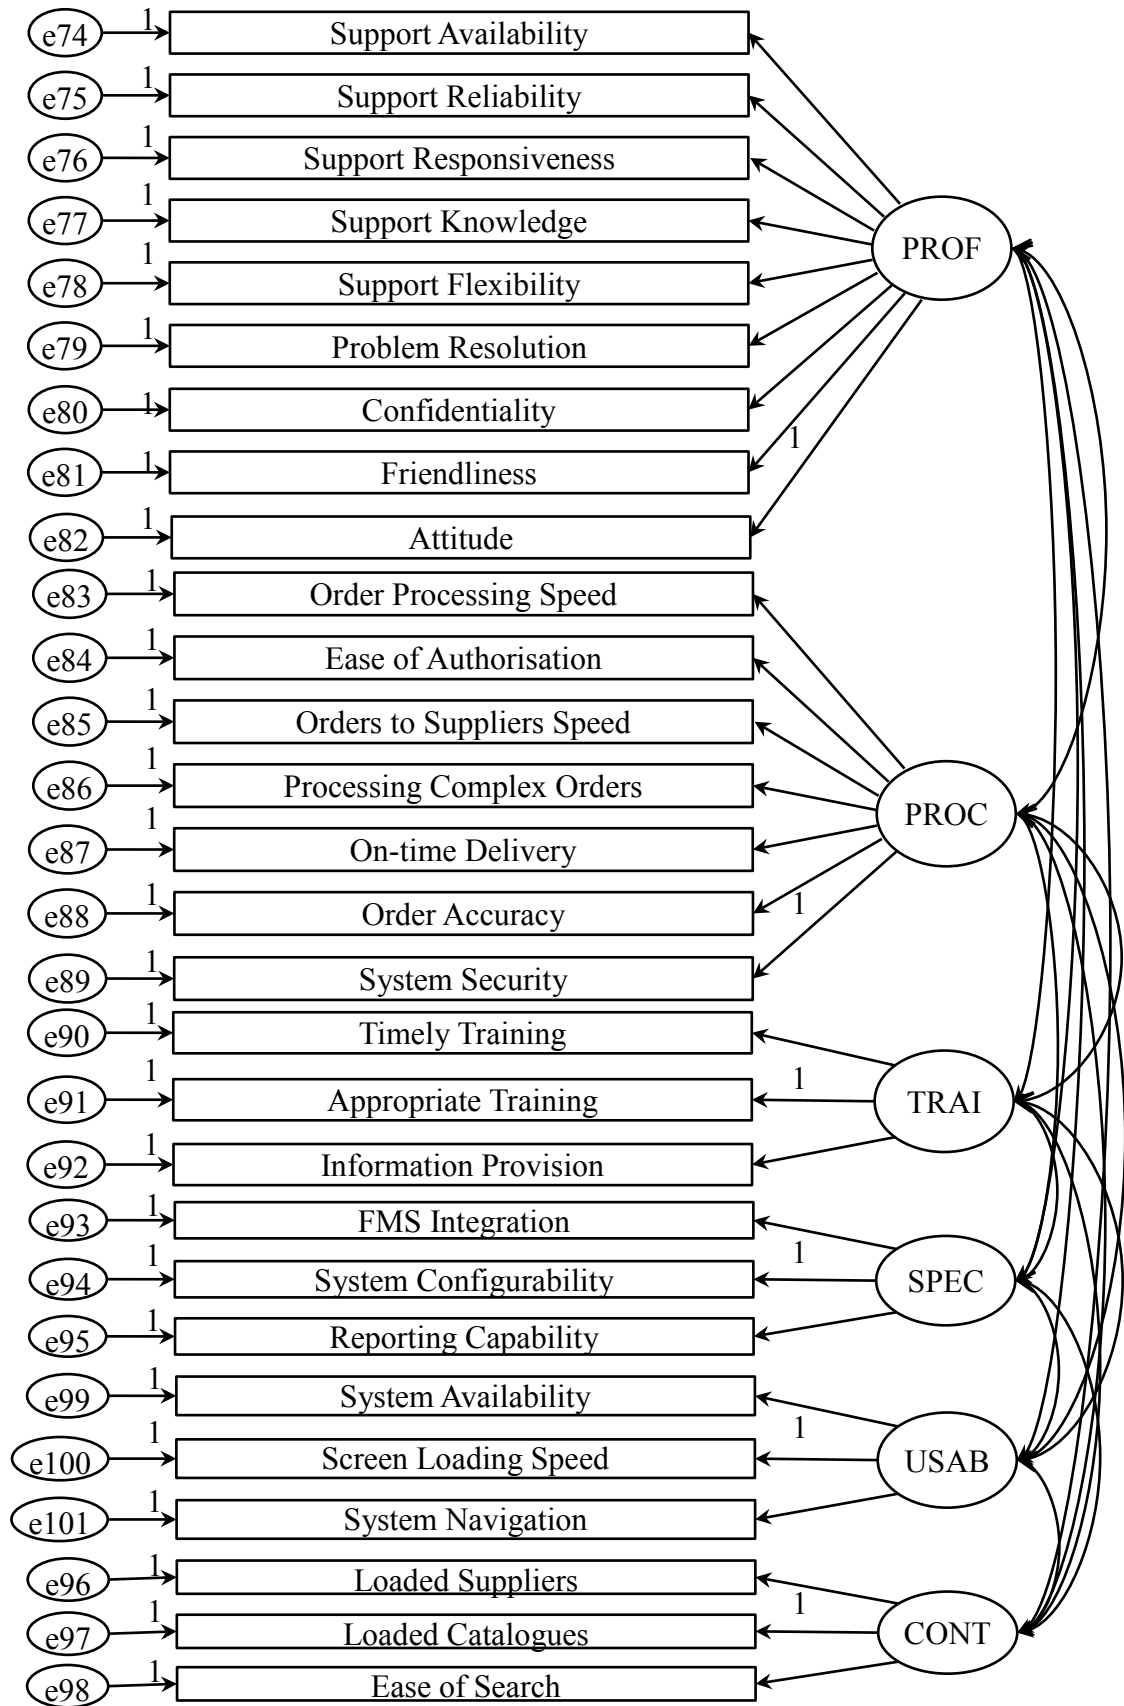 e74 1 Support Availability
e75 1 Support Reliability
e76 1 Support Responsiveness
e77 1 Support Knowledge
PROF
e78 1 Support Flexibility
e79 1 Problem Resolution
e80 1 Confidentiality
1
e81 1 Friendliness
e82 1 Attitude
e83 1 Order Processing Speed
e84 1 Ease of Authorisation
e85 1 Orders to Suppliers Speed
e86 1 Processing Complex Orders
PROC
e87 1 On-time Delivery
e88 1 Order Accuracy 1
e89 1 System Security
e90 1 Timely Training
e91 1 Appropriate Training 1 TRAI
e92 1 Information Provision
e93 1 FMS Integration
e94 1 System Configurability 1 SPEC
e95 1 Reporting Capability
e99 1 System Availability
e100 1 Screen Loading Speed 1 USAB
e101 1 System Navigation
e96 1 Loaded Suppliers
e97 1 Loaded Catalogues 1 CONT
e98 1 Ease of Search